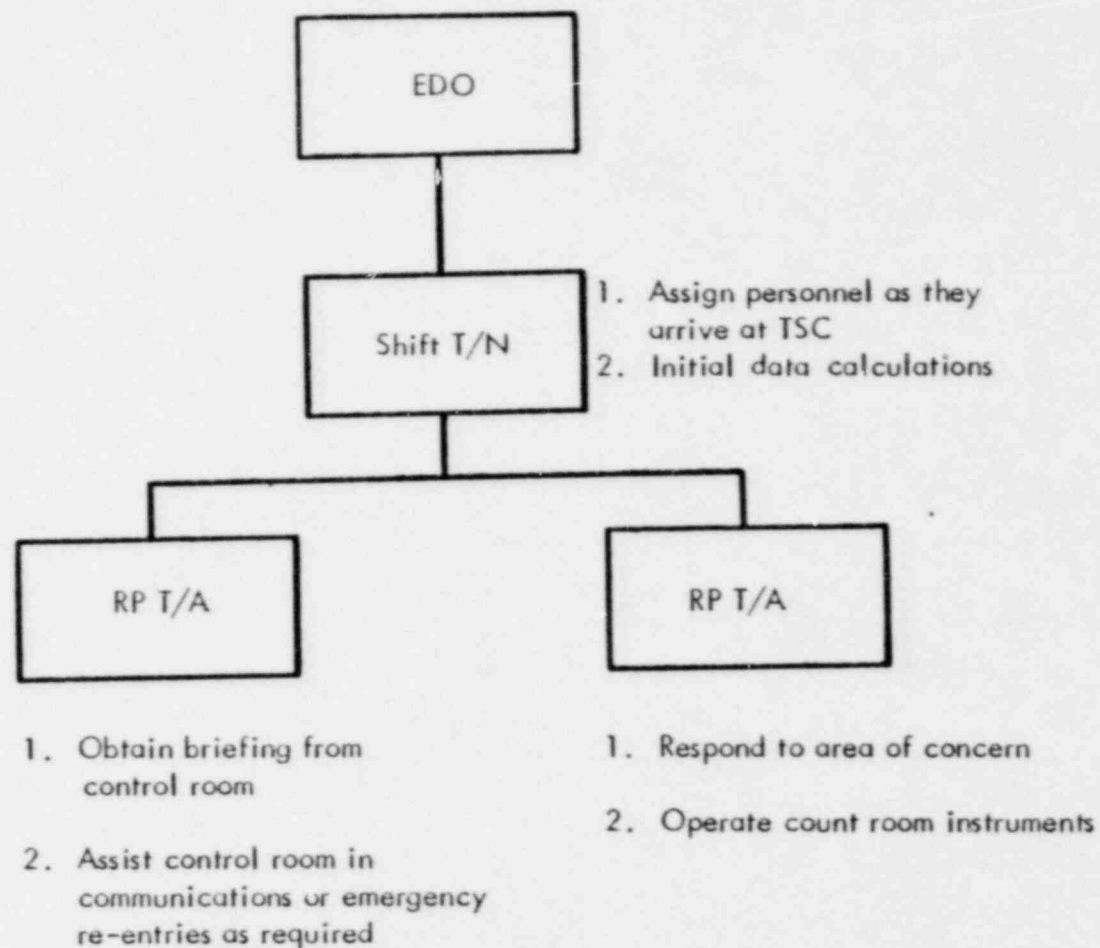 EDO
Shift T/N
1. Assign personnel as they
arrive at TSC
2. Initial data calculations
RP T/A
1. Obtain briefing from
control room
2. Assist control room in
communications or emergency
re-entries as required
RP T/A
1. Respond to area of concern
2. Operate count room instruments